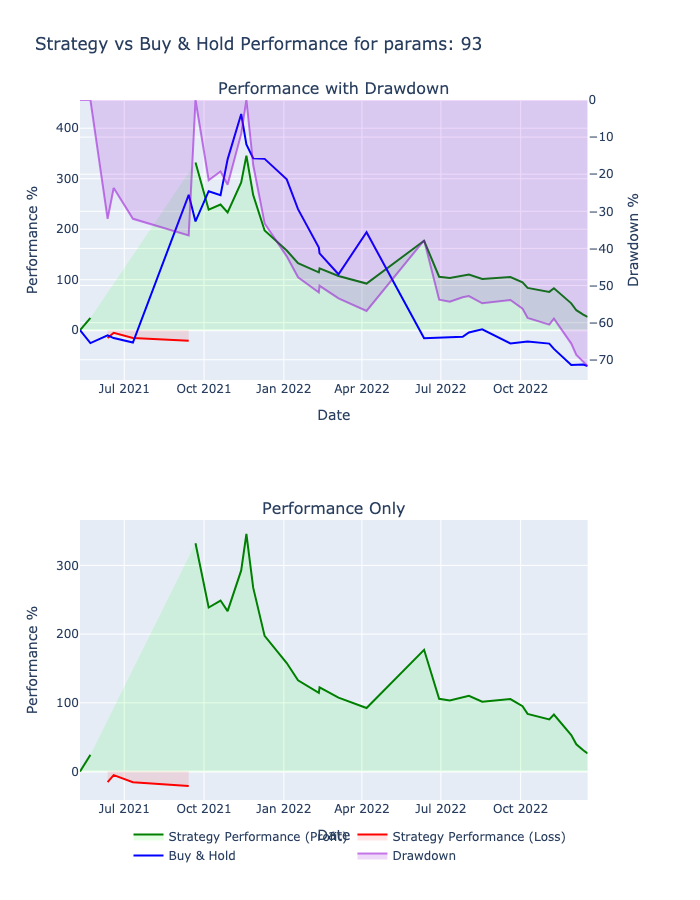 Strategy vs Buy & Hold Performance for params: 93
Performance with Drawdown
400
300
200
100
0
Performance %
0
−10
−20
−30
−40
−50
−60
−70
Drawdown %
Jul 2021 Oct 2021 Jan 2022 Apr 2022 Jul 2022 Oct 2022
Date
Performance Only
300
200
100
0
Performance %
Jul 2021 Oct 2021 Jan 2022 Apr 2022 Jul 2022 Oct 2022
Date
Strategy Performance (Profit) Strategy Performance (Loss)
Buy & Hold Drawdown